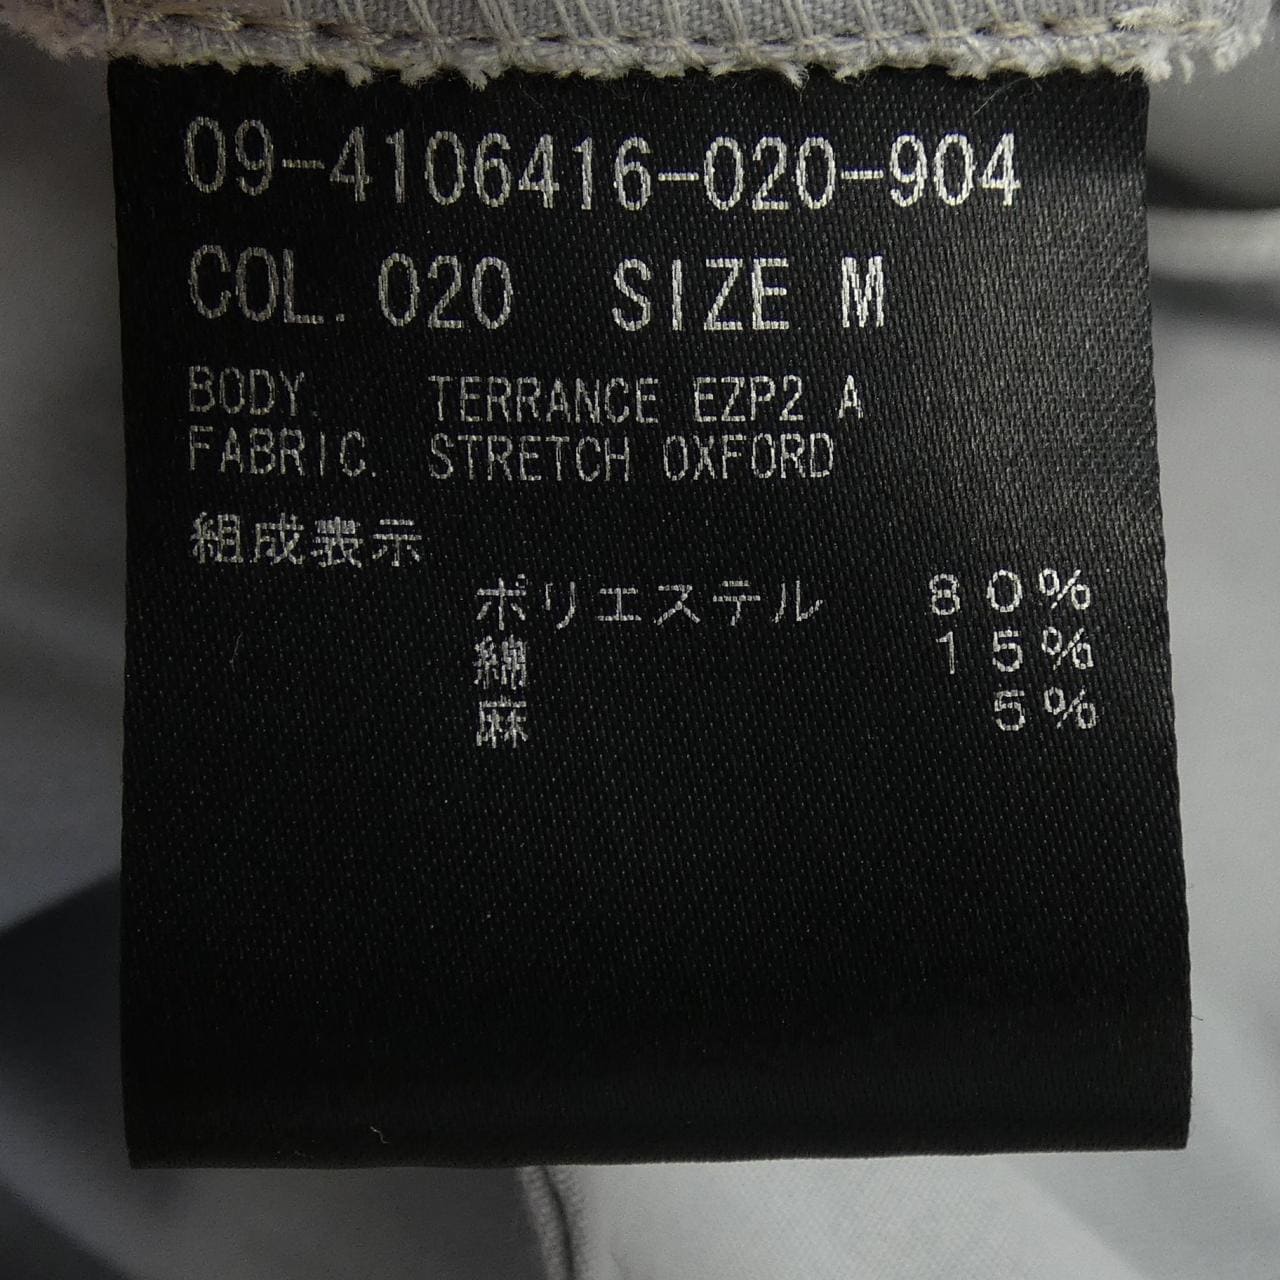 09-4106416-020-904
COL. 020 SIZE M
BODY. TERRANCE EZP2 A
FABRIC. STRETCH OXFORD
組成表示
ポリエステル 80%
綿 15%
麻 5%